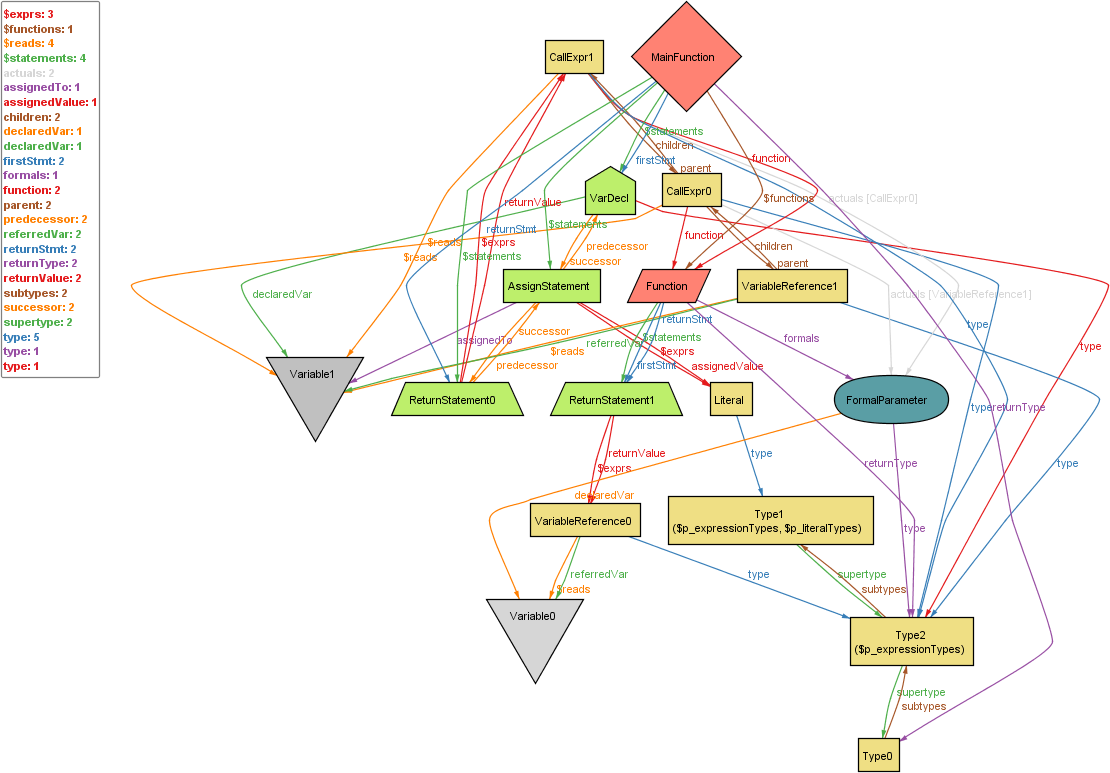 $exprs: 3
$functions: 1
$reads: 4
$statements: 4
actuals: 2
assignedTo: 1
assignedValue: 1
children: 2
declaredVar: 1
declaredVar: 1
firstStmt: 2
formals: 1
function: 2
parent: 2
predecessor: 2
referredVar: 2
returnStmt: 2
returnType: 2
returnValue: 2
subtypes: 2
successor: 2
supertype: 2
type: 5
type: 1
type: 1
CallExpr1
MainFunction
$statements
children
firstStmt
function
parent
VarDecl
CallExpr0
$functions
actuals [CallExpr0]
returnValue
returnStmt
$statements
$reads
$exprs
function
predecessor
children
$reads
$statements
successor
parent
AssignStatement
Function
VariableReference1
declaredVar
actuals [VariableReference1]
returnStmt
type
successor
$statements
assignedTo
referredVar
formals
type
$reads
$exprs
predecessor
firstStmt
assignedValue
Variable1
ReturnStatement0
ReturnStatement1
Literal
FormalParameter
type
returnType
returnValue
type
returnType
type
$exprs
declaredVar
VariableReference0
Type1
($p_expressionTypes, $p_literalTypes)
type
referredVar
type
supertype
$reads
subtypes
Variable0
Type2
($p_expressionTypes)
supertype
subtypes
Type0